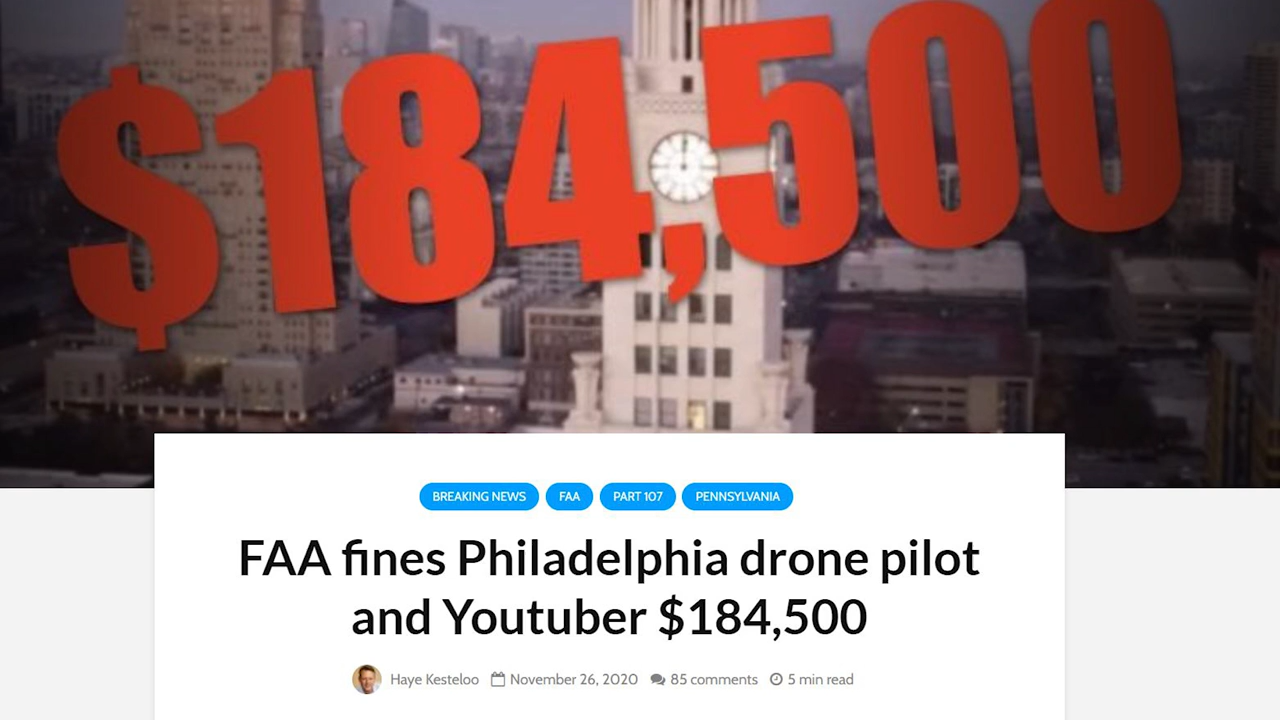 $184,500
BREAKING NEWS FAA PART 107 PENNSYLVANIA
FAA fines Philadelphia drone pilot
and Youtuber $184,500
Haye Kesteloo November 26, 2020 85 comments 5 min read